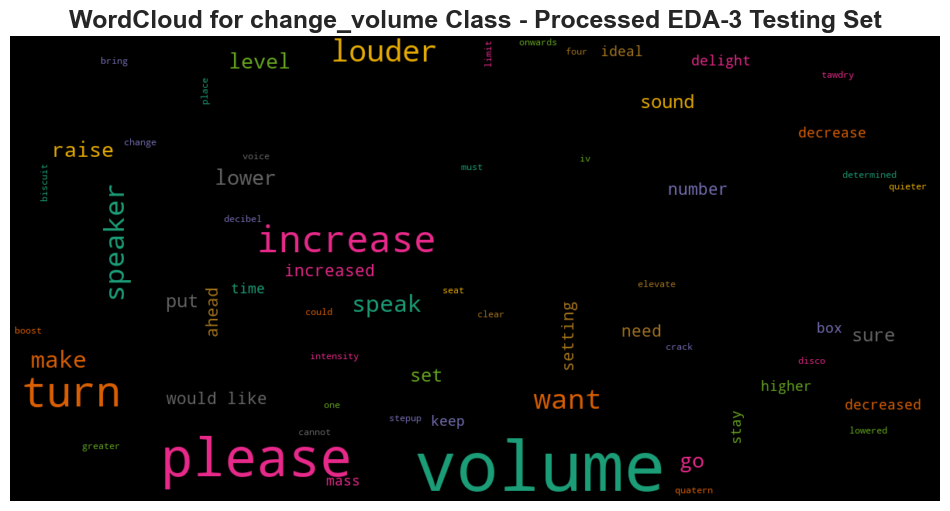 WordCloud for change_volume Class - Processed EDA-3 Testing Set
onwards
louder
limit
four
ideal
bring
level
delight
tawdry
place
sound
decrease
change
raise
voice
iv
must
biscuit
lower
number
determined
quieter
speaker
decibel
increase
increased
time
elevate
seat
put
ahead
could
speak
clear
setting
need
box
sure
boost
crack
make
intensity
disco
set
higher
turn
would like
one
want
decreased
stepup
keep
stay
cannot
lowered
greater
please
mass
volume
go
quatern